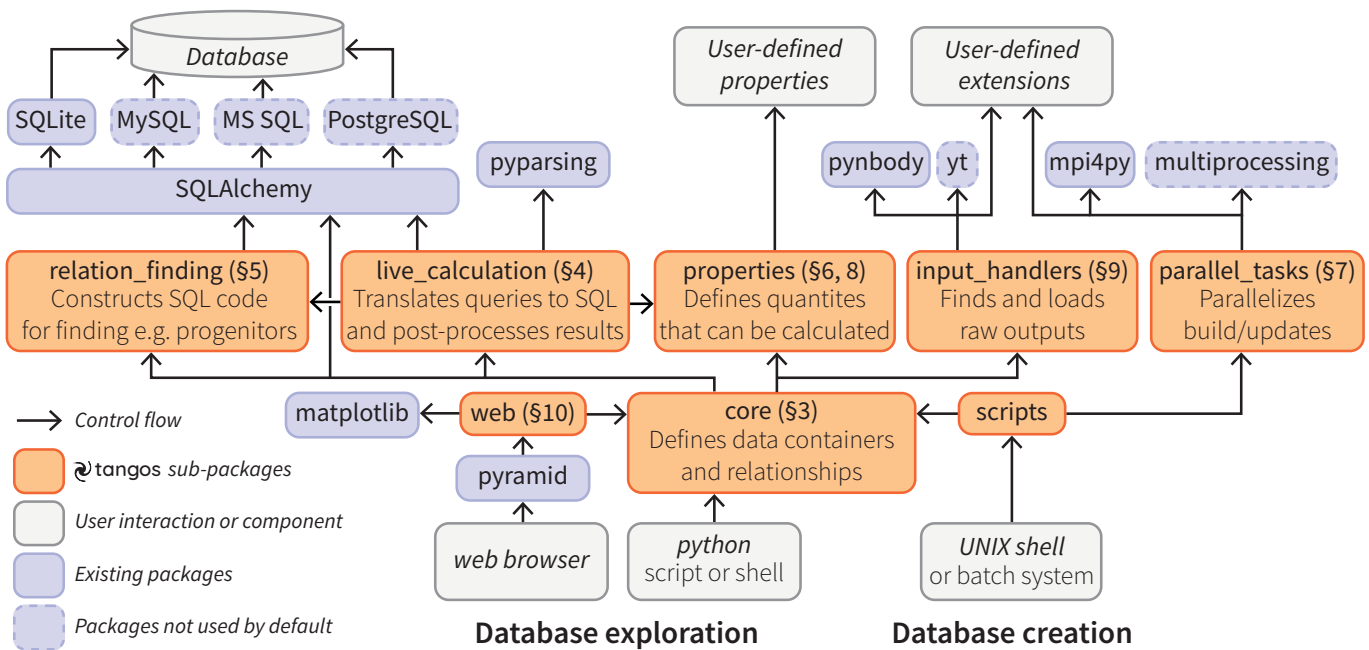 Database
User-defined
properties
User-defined
extensions
SQLite
MySQL
MS SQL
PostgreSQL
pyparsing
pynbody
yt
mpi4py
multiprocessing
SQLAlchemy
relation_finding (§5)
Constructs SQL code
for finding e.g. progenitors
live_calculation (§4)
Translates queries to SQL
and post-processes results
properties (§6, 8)
Defines quantites
that can be calculated
input_handlers (§9)
Finds and loads
raw outputs
parallel_tasks (§7)
Parallelizes
build/updates
matplotlib
web (§10)
core (§3)
Defines data containers
and relationships
scripts
pyramid
web browser
python
script or shell
UNIX shell
or batch system
Control flow
tangos sub-packages
User interaction or component
Existing packages
Packages not used by default
Database exploration
Database creation